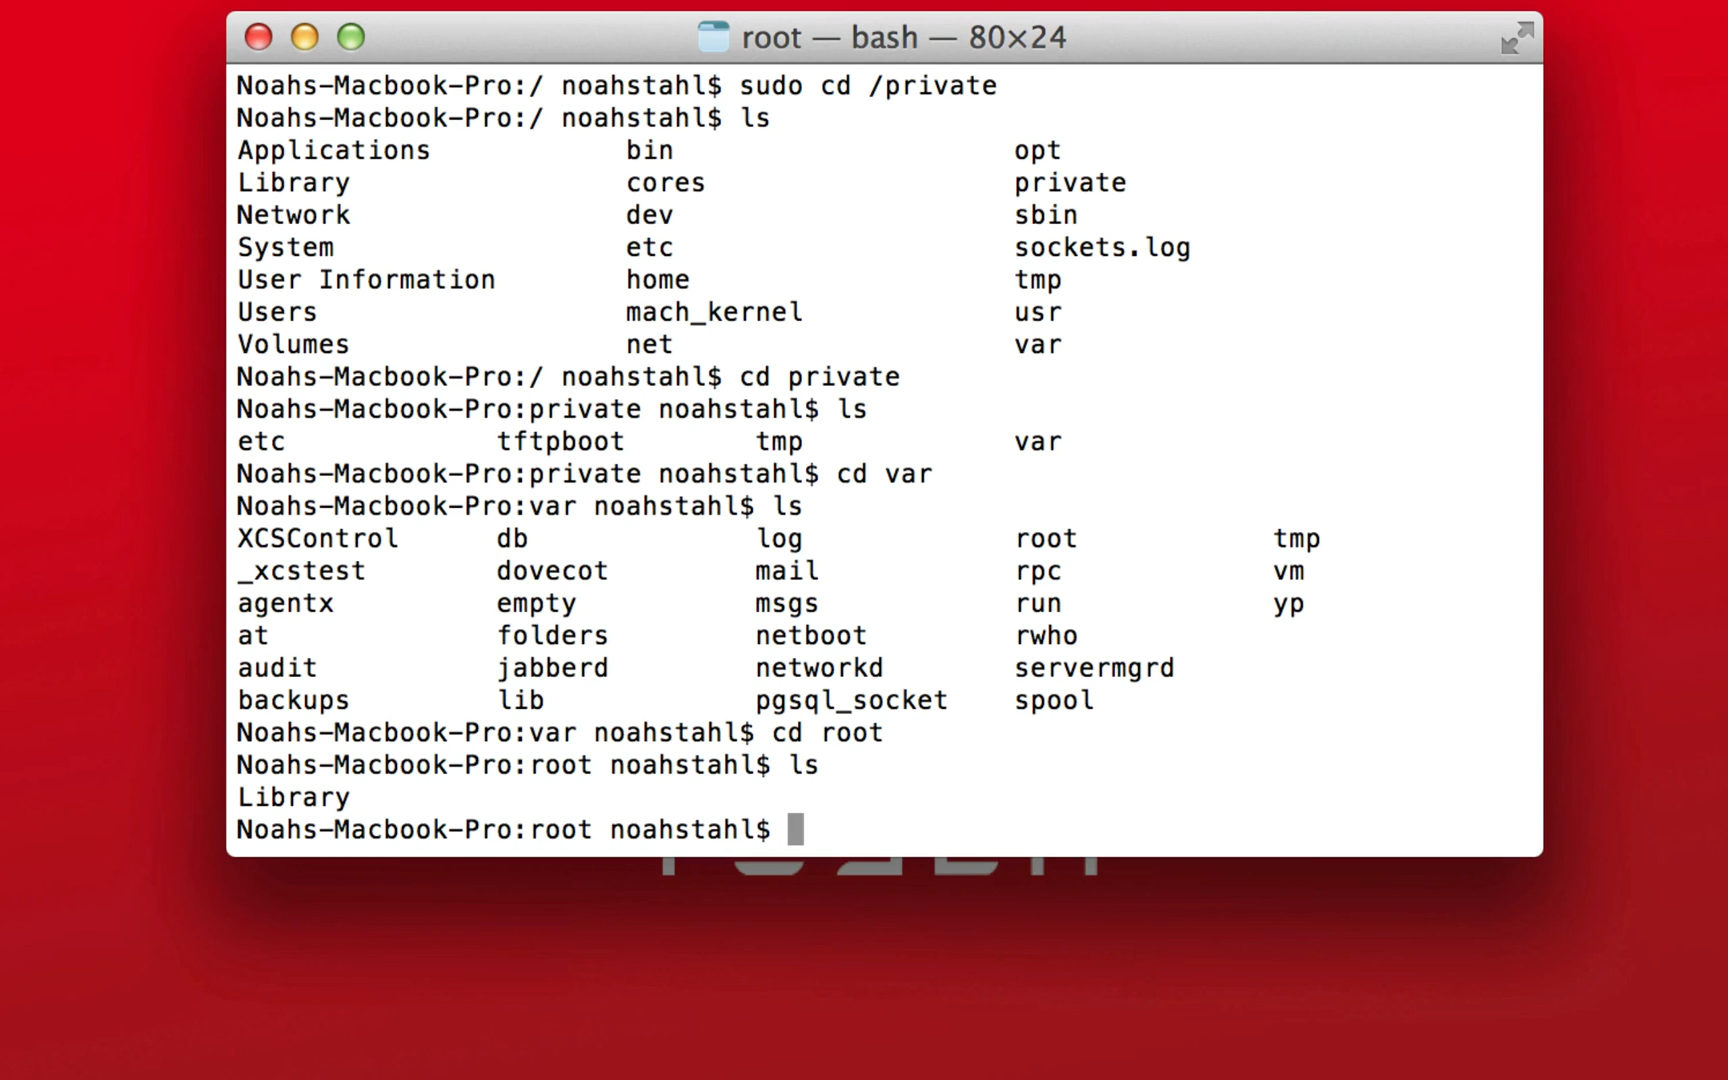 root — bash — 80×24
Noahs-Macbook-Pro:/ noahstahl$ sudo cd /private
Noahs-Macbook-Pro:/ noahstahl$ ls
Applications bin opt
Library cores private
Network dev sbin
System etc sockets.log
User Information home tmp
Users mach_kernel usr
Volumes net var
Noahs-Macbook-Pro:/ noahstahl$ cd private
Noahs-Macbook-Pro:private noahstahl$ ls
etc tftpboot tmp var
Noahs-Macbook-Pro:private noahstahl$ cd var
Noahs-Macbook-Pro:var noahstahl$ ls
XCSControl db log root tmp
_xcstest dovecot mail rpc vm
agentx empty msgs run yp
at folders netboot rwho
audit jabberd networkd servermgrd
backups lib pgsql_socket spool
Noahs-Macbook-Pro:var noahstahl$ cd root
Noahs-Macbook-Pro:root noahstahl$ ls
Library
Noahs-Macbook-Pro:root noahstahl$